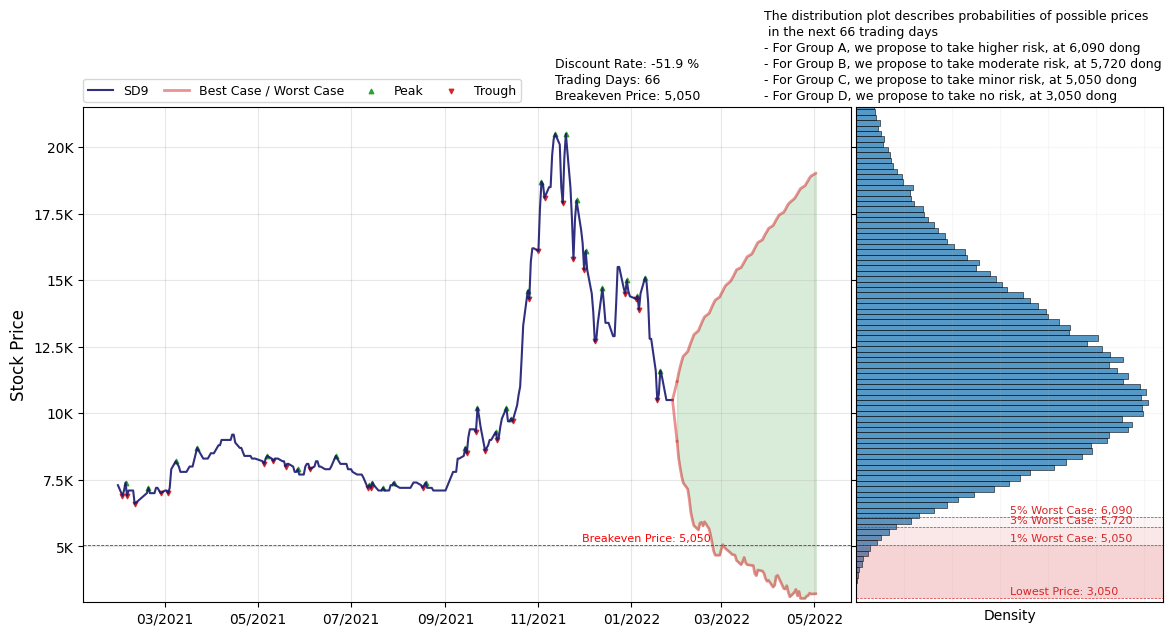 The distribution plot describes probabilities of possible prices
in the next 66 trading days
- For Group A, we propose to take higher risk, at 6,090 dong
- For Group B, we propose to take moderate risk, at 5,720 dong
- For Group C, we propose to take minor risk, at 5,050 dong
- For Group D, we propose to take no risk, at 3,050 dong
Discount Rate: -51.9 %
Trading Days: 66
Breakeven Price: 5,050
SD9
Best Case / Worst Case
Peak
Trough
Stock Price
20K
17.5K
15K
12.5K
10K
7.5K
5K
Breakeven Price: 5,050
5% Worst Case: 6,090
3% Worst Case: 5,720
1% Worst Case: 5,050
Lowest Price: 3,050
03/2021
05/2021
07/2021
09/2021
11/2021
01/2022
03/2022
05/2022
Density